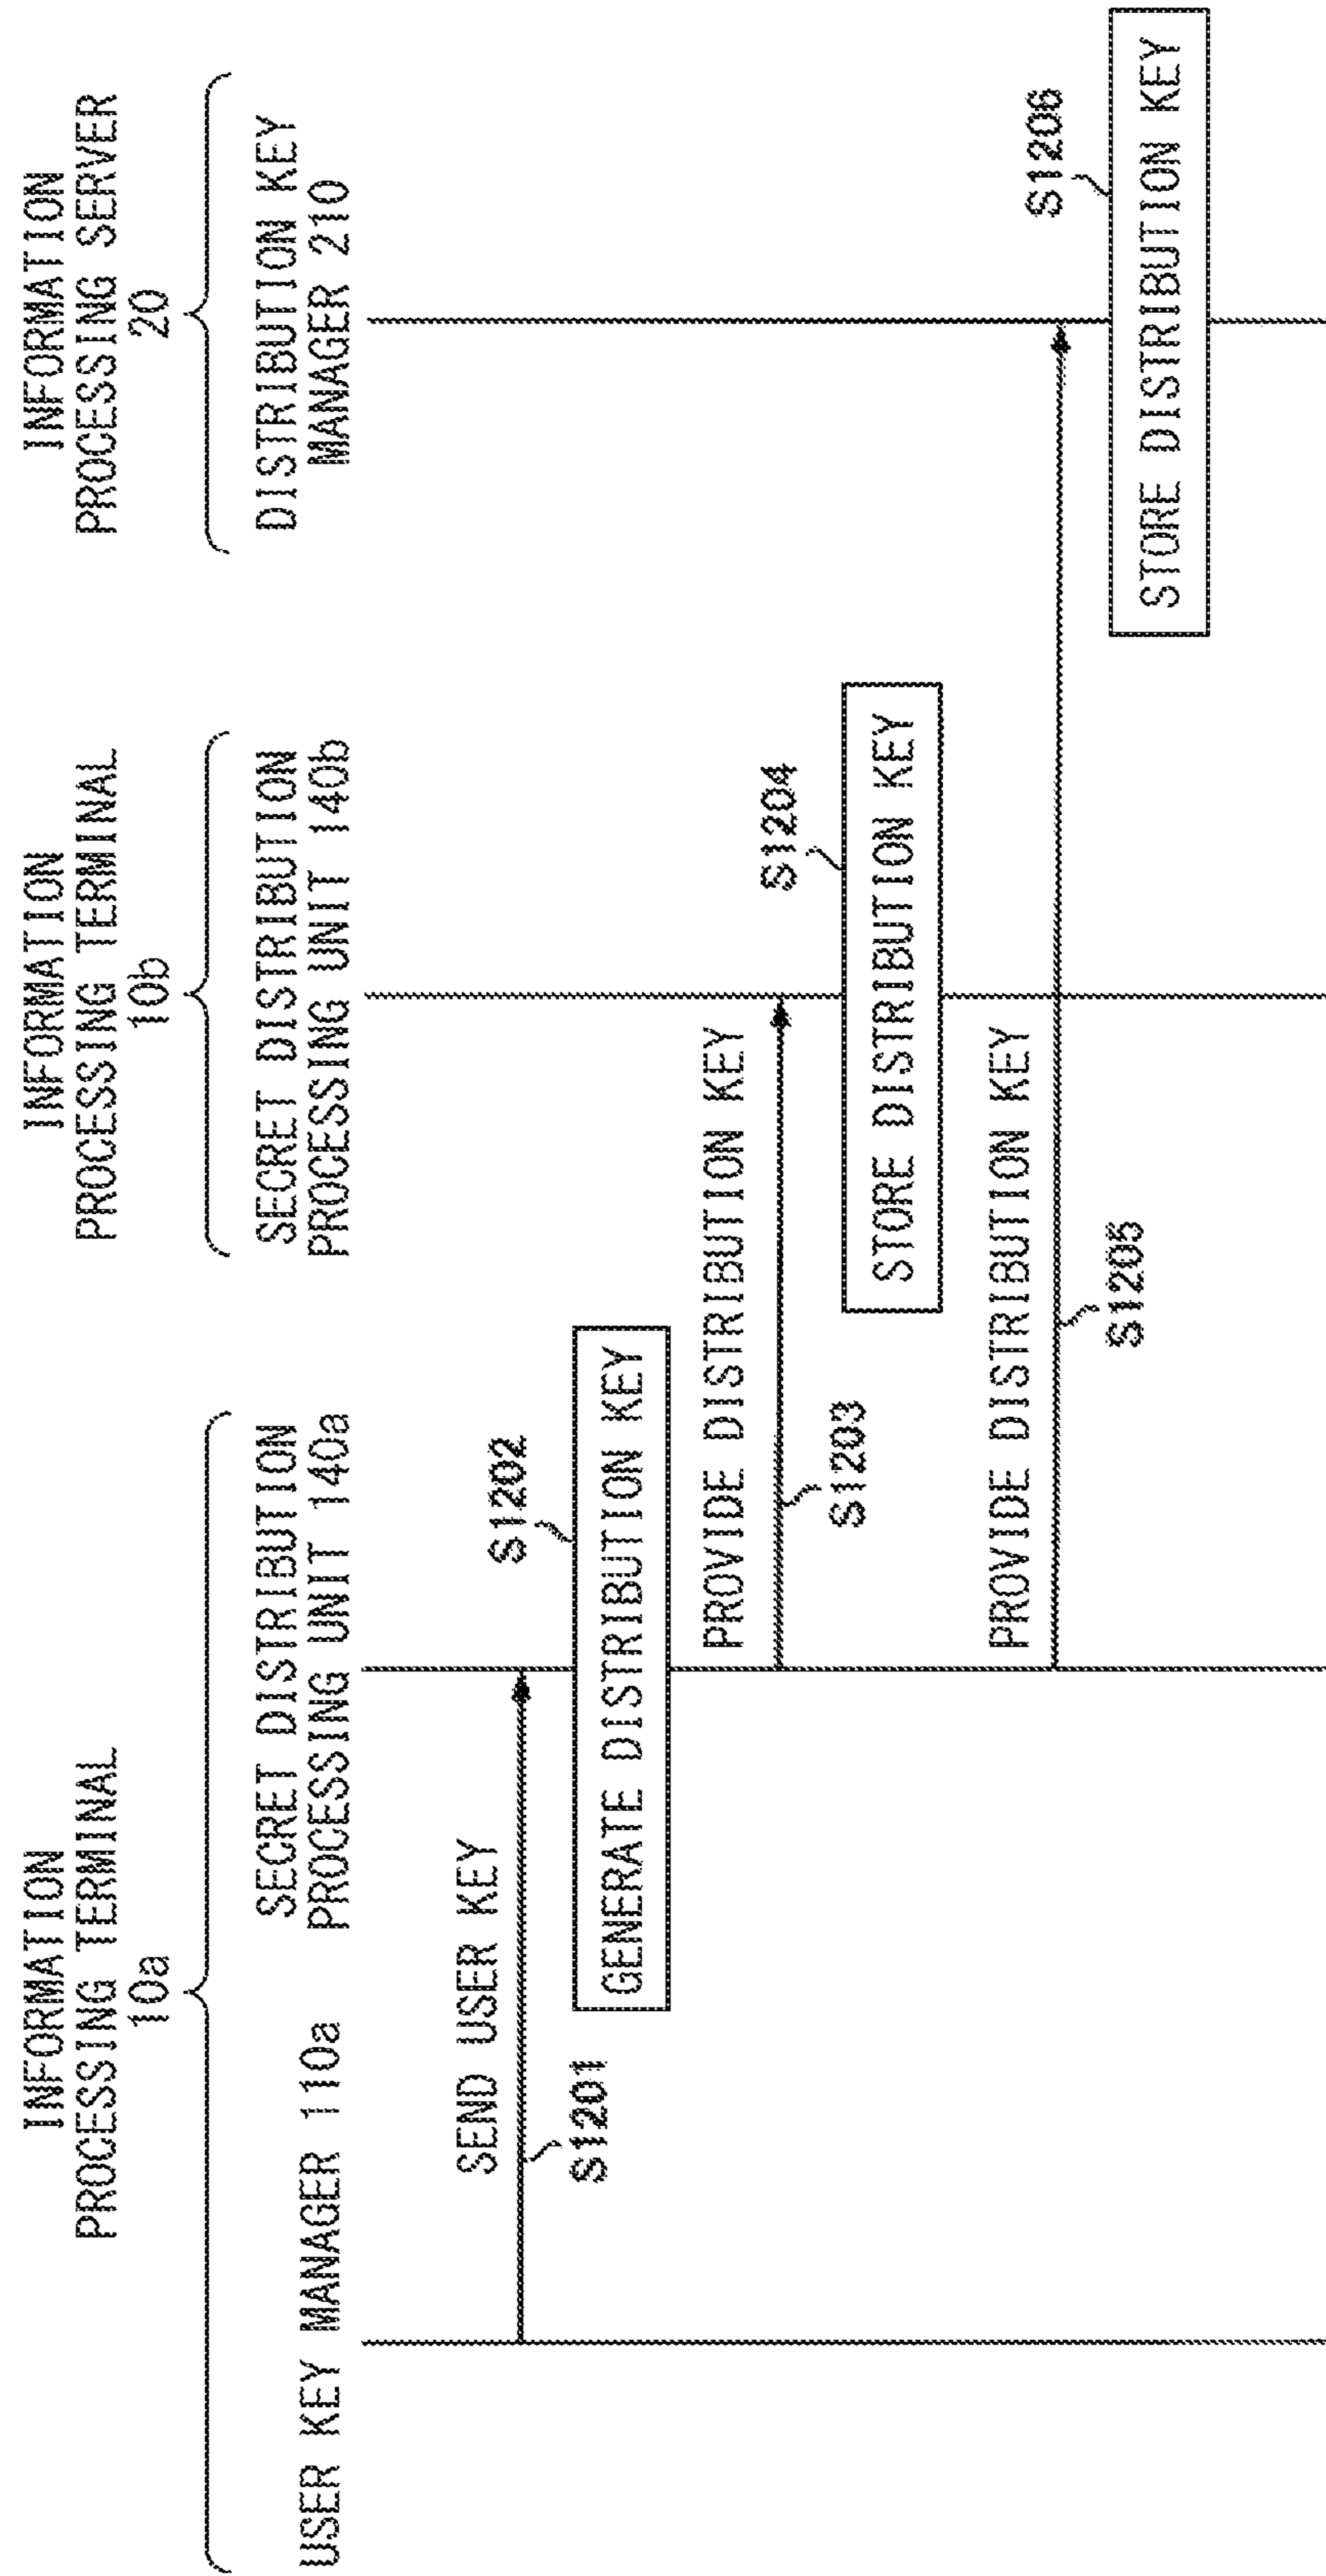 INFORMATION
PROCESSING TERMINAL
10a
INFORMATION
PROCESSING TERMINAL
10b
INFORMATION
PROCESSING SERVER
20
USER KEY MANAGER 110a
SECRET DISTRIBUTION
PROCESSING UNIT 140a
SECRET DISTRIBUTION
PROCESSING UNIT 140b
DISTRIBUTION KEY
MANAGER 210
SEND USER KEY
S1201
S1202
GENERATE DISTRIBUTION KEY
PROVIDE DISTRIBUTION KEY
S1203
S1204
STORE DISTRIBUTION KEY
PROVIDE DISTRIBUTION KEY
S1205
S1206
STORE DISTRIBUTION KEY